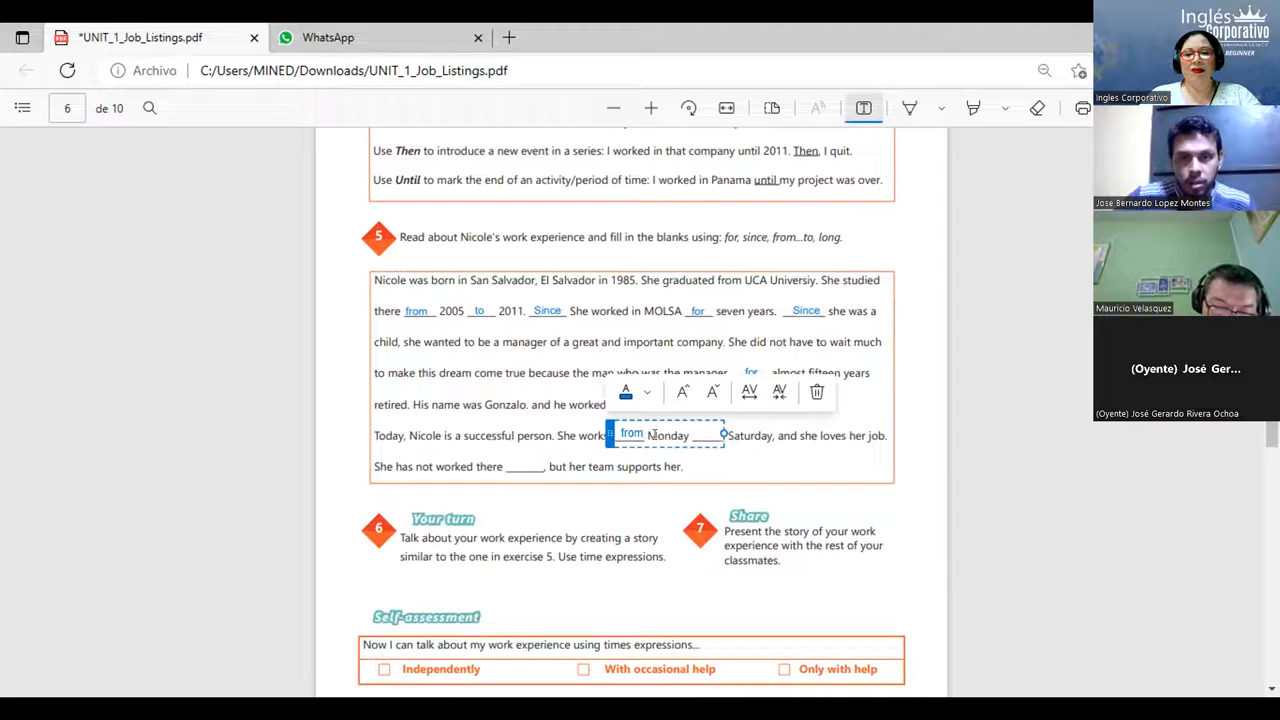 *UNIT_1_Job_Listings.pdf
WhatsApp
Archivo
C:/Users/MINED/Downloads/UNIT_1_Job_Listings.pdf
6
de 10
Use Then to introduce a new event in a series: I worked in that company until 2011. Then, I quit.
Use Until to mark the end of an activity/period of time: I worked in Panama until my project was over.
5
Read about Nicole's work experience and fill in the blanks using: for, since, from...to, long.
Nicole was born in San Salvador, El Salvador in 1985. She graduated from UCA Universiy. She studied
there from 2005 to 2011. Since She worked in MOLSA for seven years. Since she was a
child, she wanted to be a manager of a great and important company. She did not have to wait much
to make this dream come true because the man who was the manager for almost fifteen years
retired. His name was Gonzalo. and he worked
Today, Nicole is a successful person. She works from Monday ______ Saturday, and she loves her job.
She has not worked there _______, but her team supports her.
6
Your turn
Talk about your work experience by creating a story
similar to the one in exercise 5. Use time expressions.
7
Share
Present the story of your work
experience with the rest of your
classmates.
Self-assessment
Now I can talk about my work experience using times expressions...
Independently
With occasional help
Only with help
Inglés
Corporativo
BEGINNER
Ingles Corporativo
Jose Bernardo Lopez Montes
Mauricio Velasquez
(Oyente) José Ger...
(Oyente) José Gerardo Rivera Ochoa